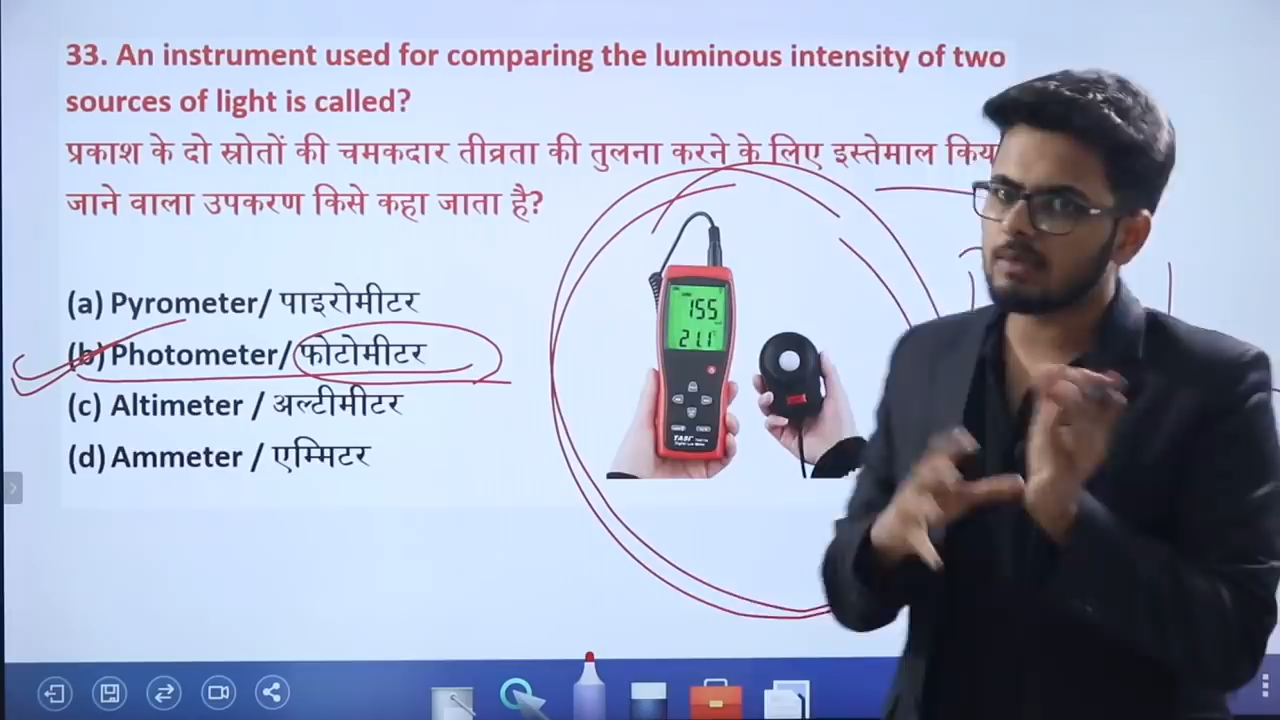 33. An instrument used for comparing the luminous intensity of two
sources of light is called?
प्रकाश के दो स्रोतों की चमकदार तीव्रता की तुलना करने के लिए इस्तेमाल किय
जाने वाला उपकरण किसे कहा जाता है?
(a) Pyrometer/ पाइरोमीटर
(b) Photometer/ फोटोमीटर
(c) Altimeter / अल्टीमीटर
(d) Ammeter / एम्मिटर
155
21.1
TASI